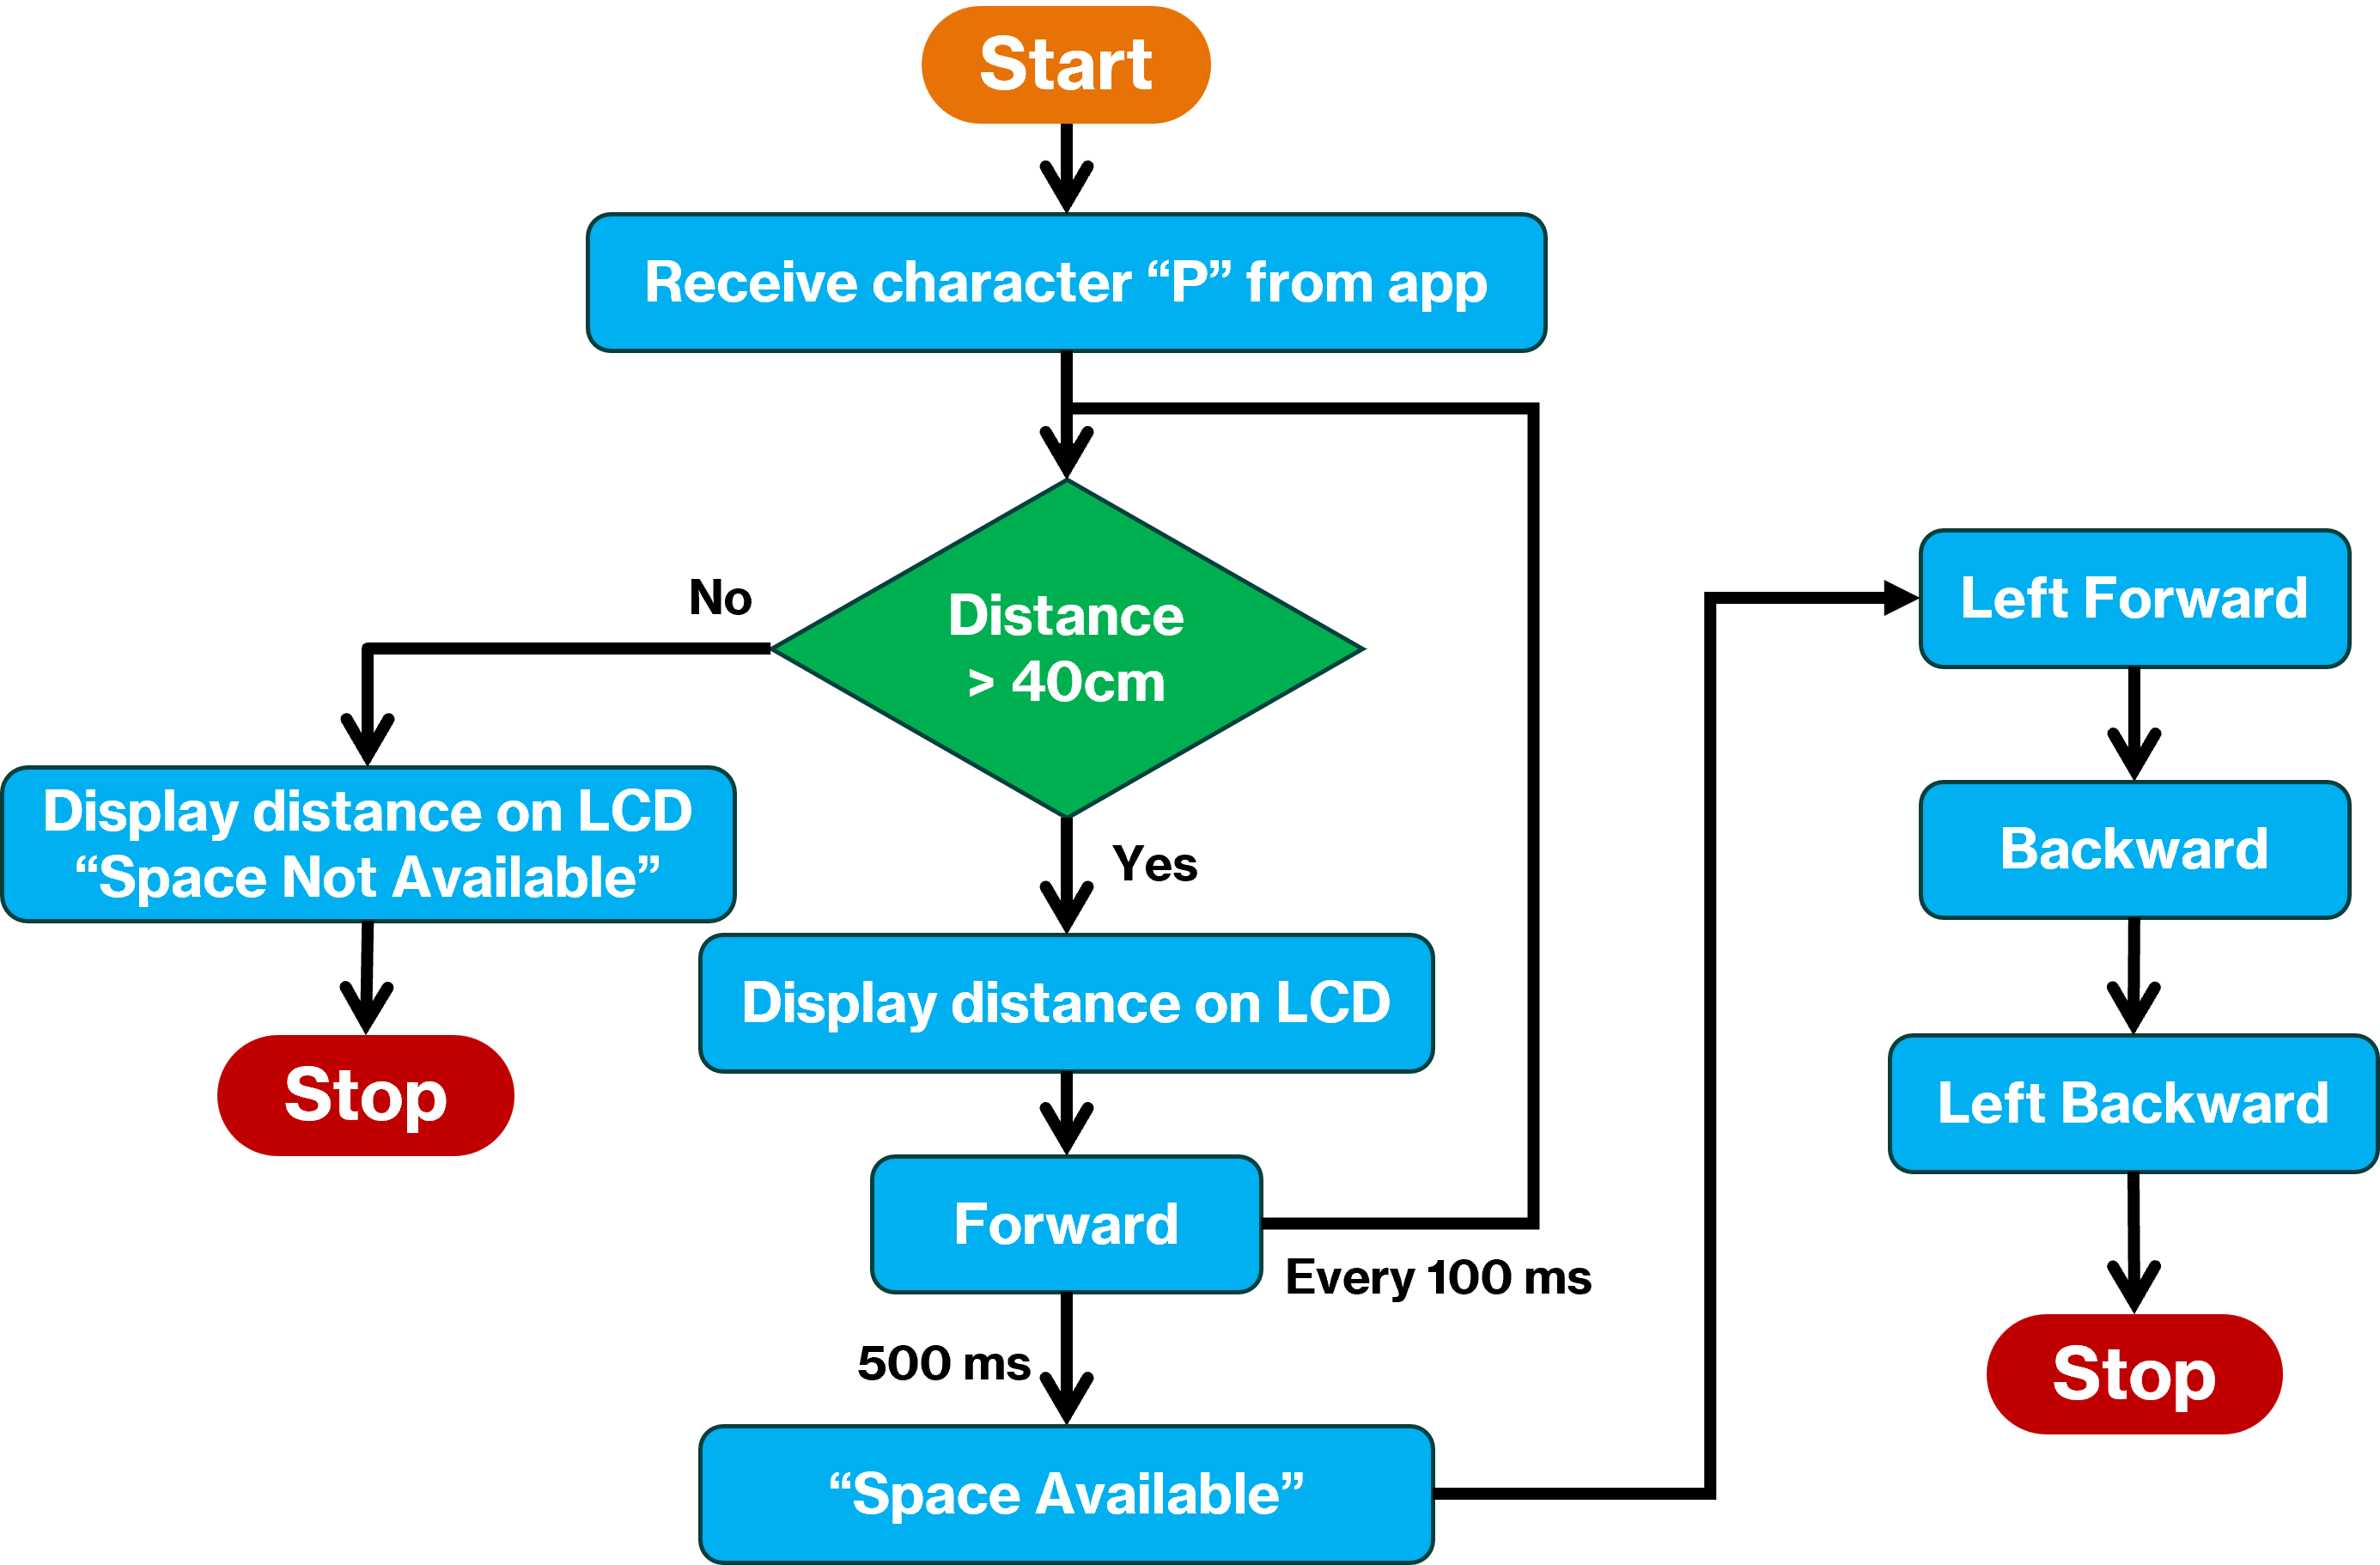 Start
Receive character “P” from app
Distance
> 40cm
No
Yes
Display distance on LCD
“Space Not Available”
Stop
Display distance on LCD
Forward
Every 100 ms
500 ms
“Space Available”
Left Forward
Backward
Left Backward
Stop